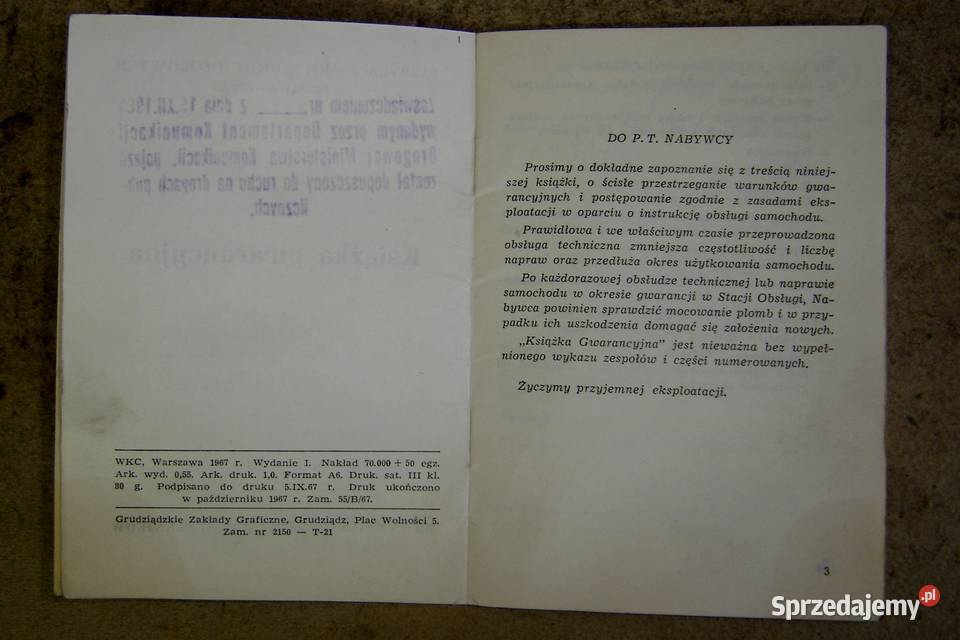 WKC, Warszawa 1967 r. Wydanie I. Nakład 70.000 + 50 egz.
Ark. wyd. 0,55. Ark. druk. 1,0. Format A6. Druk. sat. III kl.
80 g. Podpisano do druku 5.IX.67 r. Druk ukończono
w październiku 1967 r. Zam. 55/B/67.
Grudziądzkie Zakłady Graficzne, Grudziądz, Plac Wolności 5.
Zam. nr 2150 — T-21
DO P. T. NABYWCY
Prosimy o dokładne zapoznanie się z treścią niniej-
szej książki, o ścisłe przestrzeganie warunków gwa-
rancyjnych i postępowanie zgodnie z zasadami eks-
ploatacji w oparciu o instrukcję obsługi samochodu.
Prawidłowa i we właściwym czasie przeprowadzona
obsługa techniczna zmniejsza częstotliwość i liczbę
napraw oraz przedłuża okres użytkowania samochodu.
Po każdorazowej obsłudze technicznej lub naprawie
samochodu w okresie gwarancji w Stacji Obsługi, Na-
bywca powinien sprawdzić mocowanie plomb i w przy-
padku ich uszkodzenia domagać się założenia nowych.
„Książka Gwarancyjna” jest nieważna bez wypeł-
nionego wykazu zespołów i części numerowanych.
Życzymy przyjemnej eksploatacji.
3
Sprzedajemy.pl